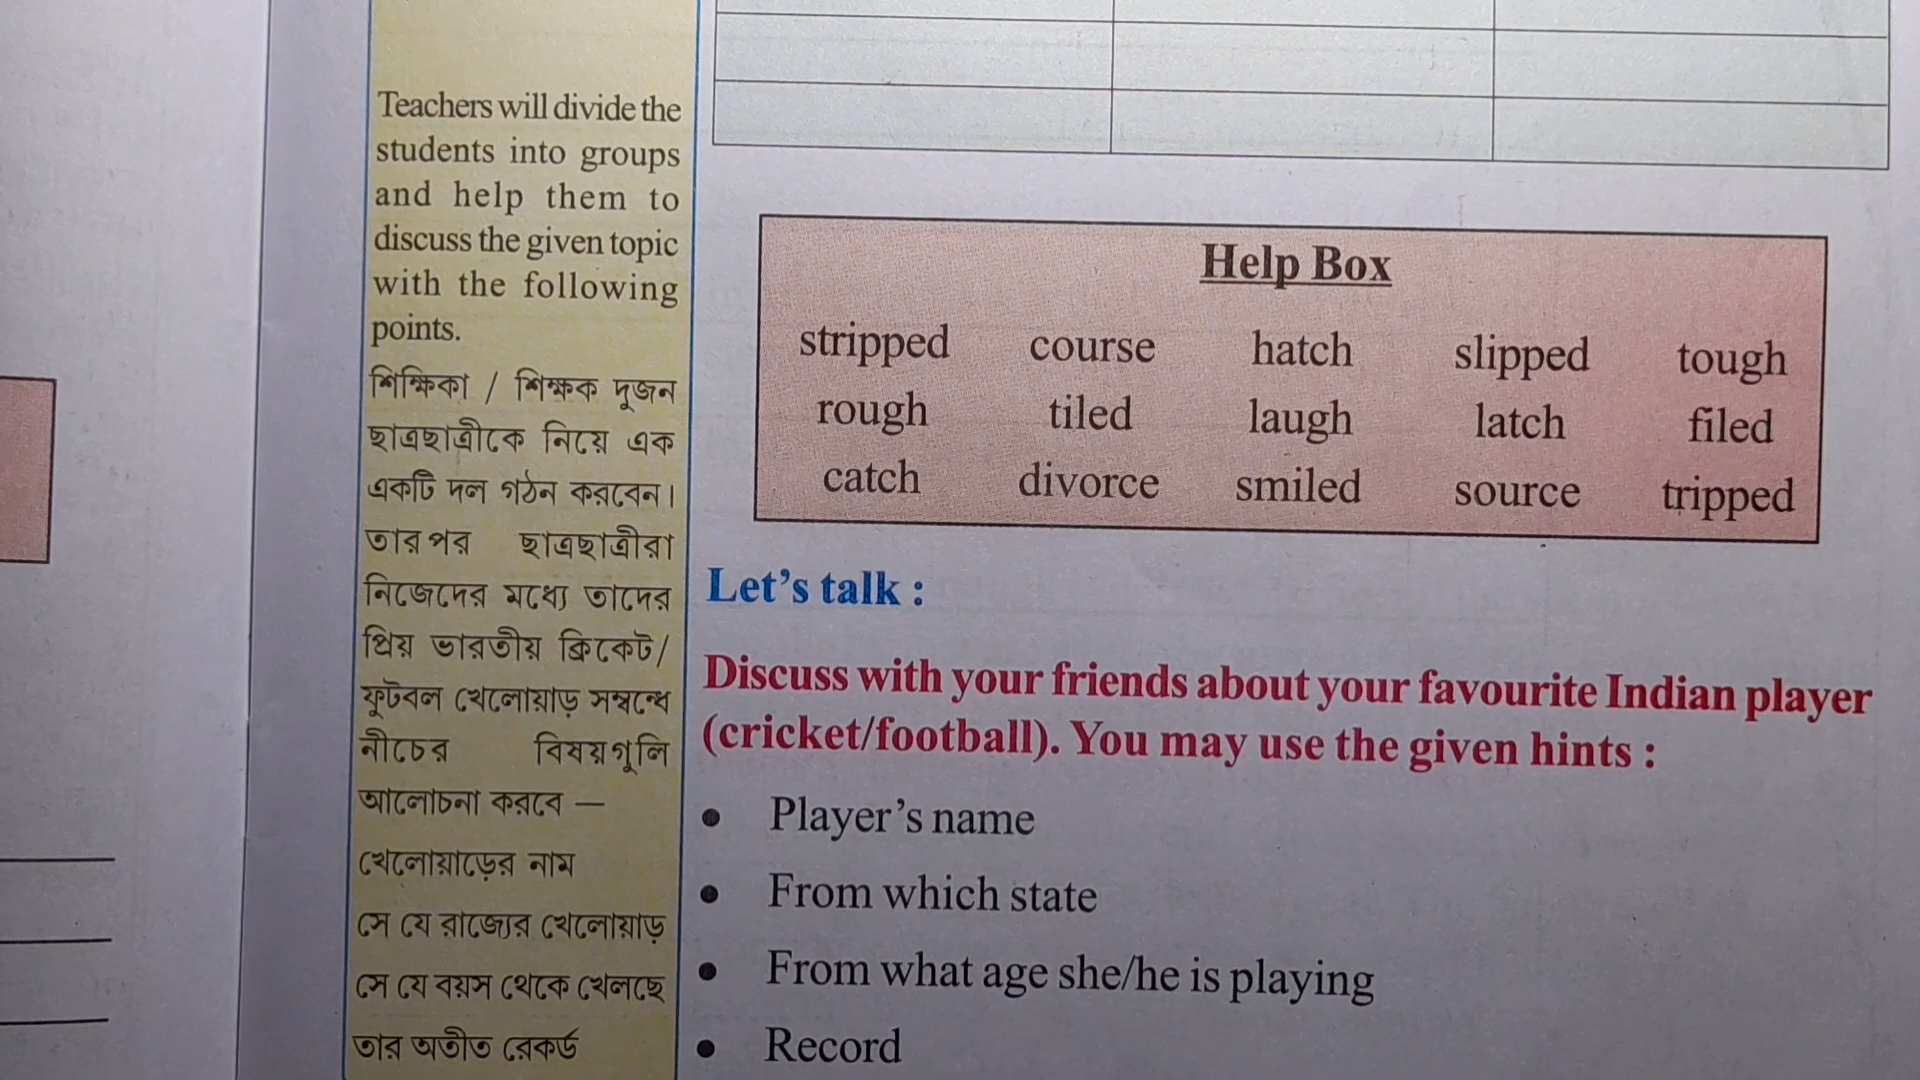 Teachers will divide the
students into groups
and help them to
discuss the given topic
with the following
points.
শিক্ষিকা / শিক্ষক দুজন
ছাত্রছাত্রীকে নিয়ে এক
একটি দল গঠন করবেন।
তারপর ছাত্রছাত্রীরা
নিজেদের মধ্যে তাদের
প্রিয় ভারতীয় ক্রিকেট/
ফুটবল খেলোয়াড় সম্বন্ধে
নীচের বিষয়গুলি
আলোচনা করবে —
খেলোয়াড়ের নাম
সে যে রাজ্যের খেলোয়াড়
সে যে বয়স থেকে খেলছে
তার অতীত রেকর্ড
Help Box
stripped course hatch slipped tough
rough tiled laugh latch filed
catch divorce smiled source tripped
Let's talk :
Discuss with your friends about your favourite Indian player
(cricket/football). You may use the given hints :
• Player's name
• From which state
• From what age she/he is playing
• Record